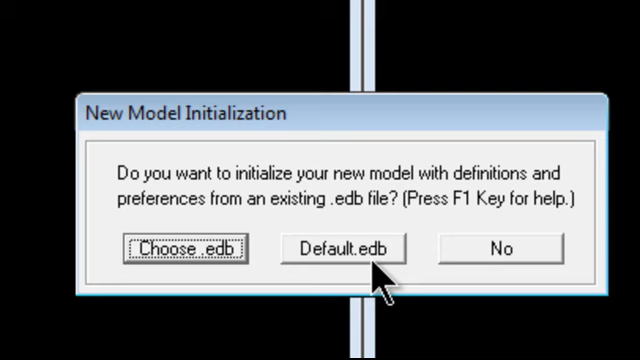 New Model Initialization
Do you want to initialize your new model with definitions and
preferences from an existing .edb file? (Press F1 Key for help.)
Choose .edb Default.edb No